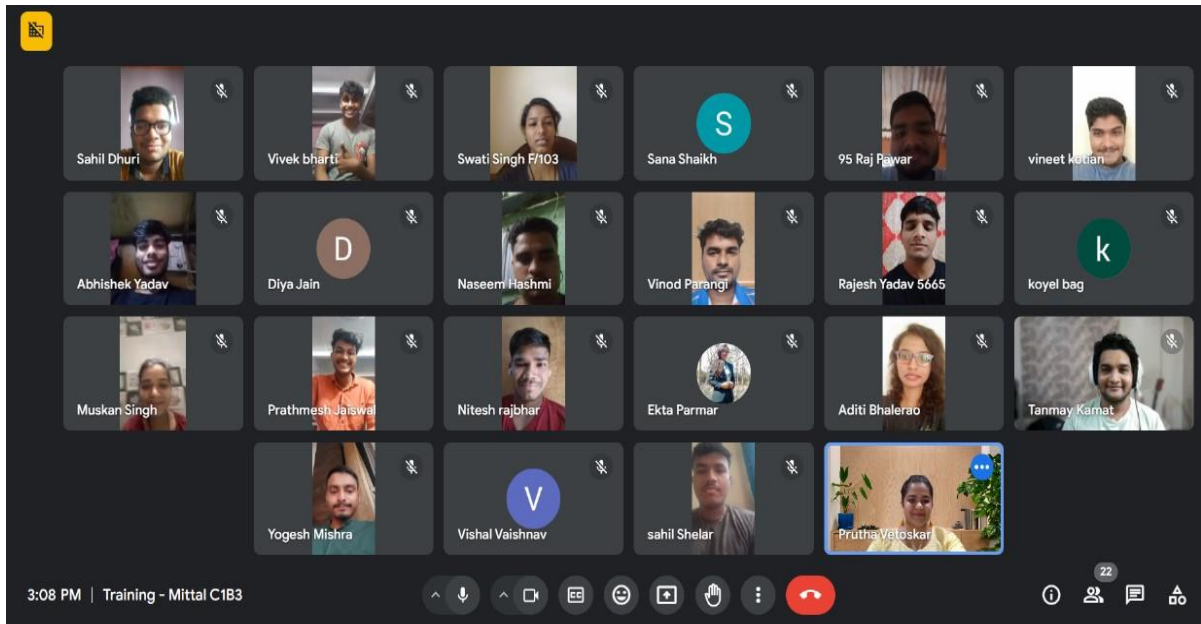 Sahil Dhuri
Vivek bharti
Swati Singh F/103
S
Sana Shaikh
95 Raj Pawar
vineet kotian
Abhishek Yadav
D
Diya Jain
Naseem Hashmi
Vinod Parangi
Rajesh Yadav 5665
k
koyel bag
Muskan Singh
Prathmesh Jaiswal
Nitesh rajbhar
Ekta Parmar
Aditi Bhalerao
Tanmay Kamat
Yogesh Mishra
V
Vishal Vaishnav
sahil Shelar
Prutha Vetoskar
3:08 PM | Training - Mittal C1B3
CC
22